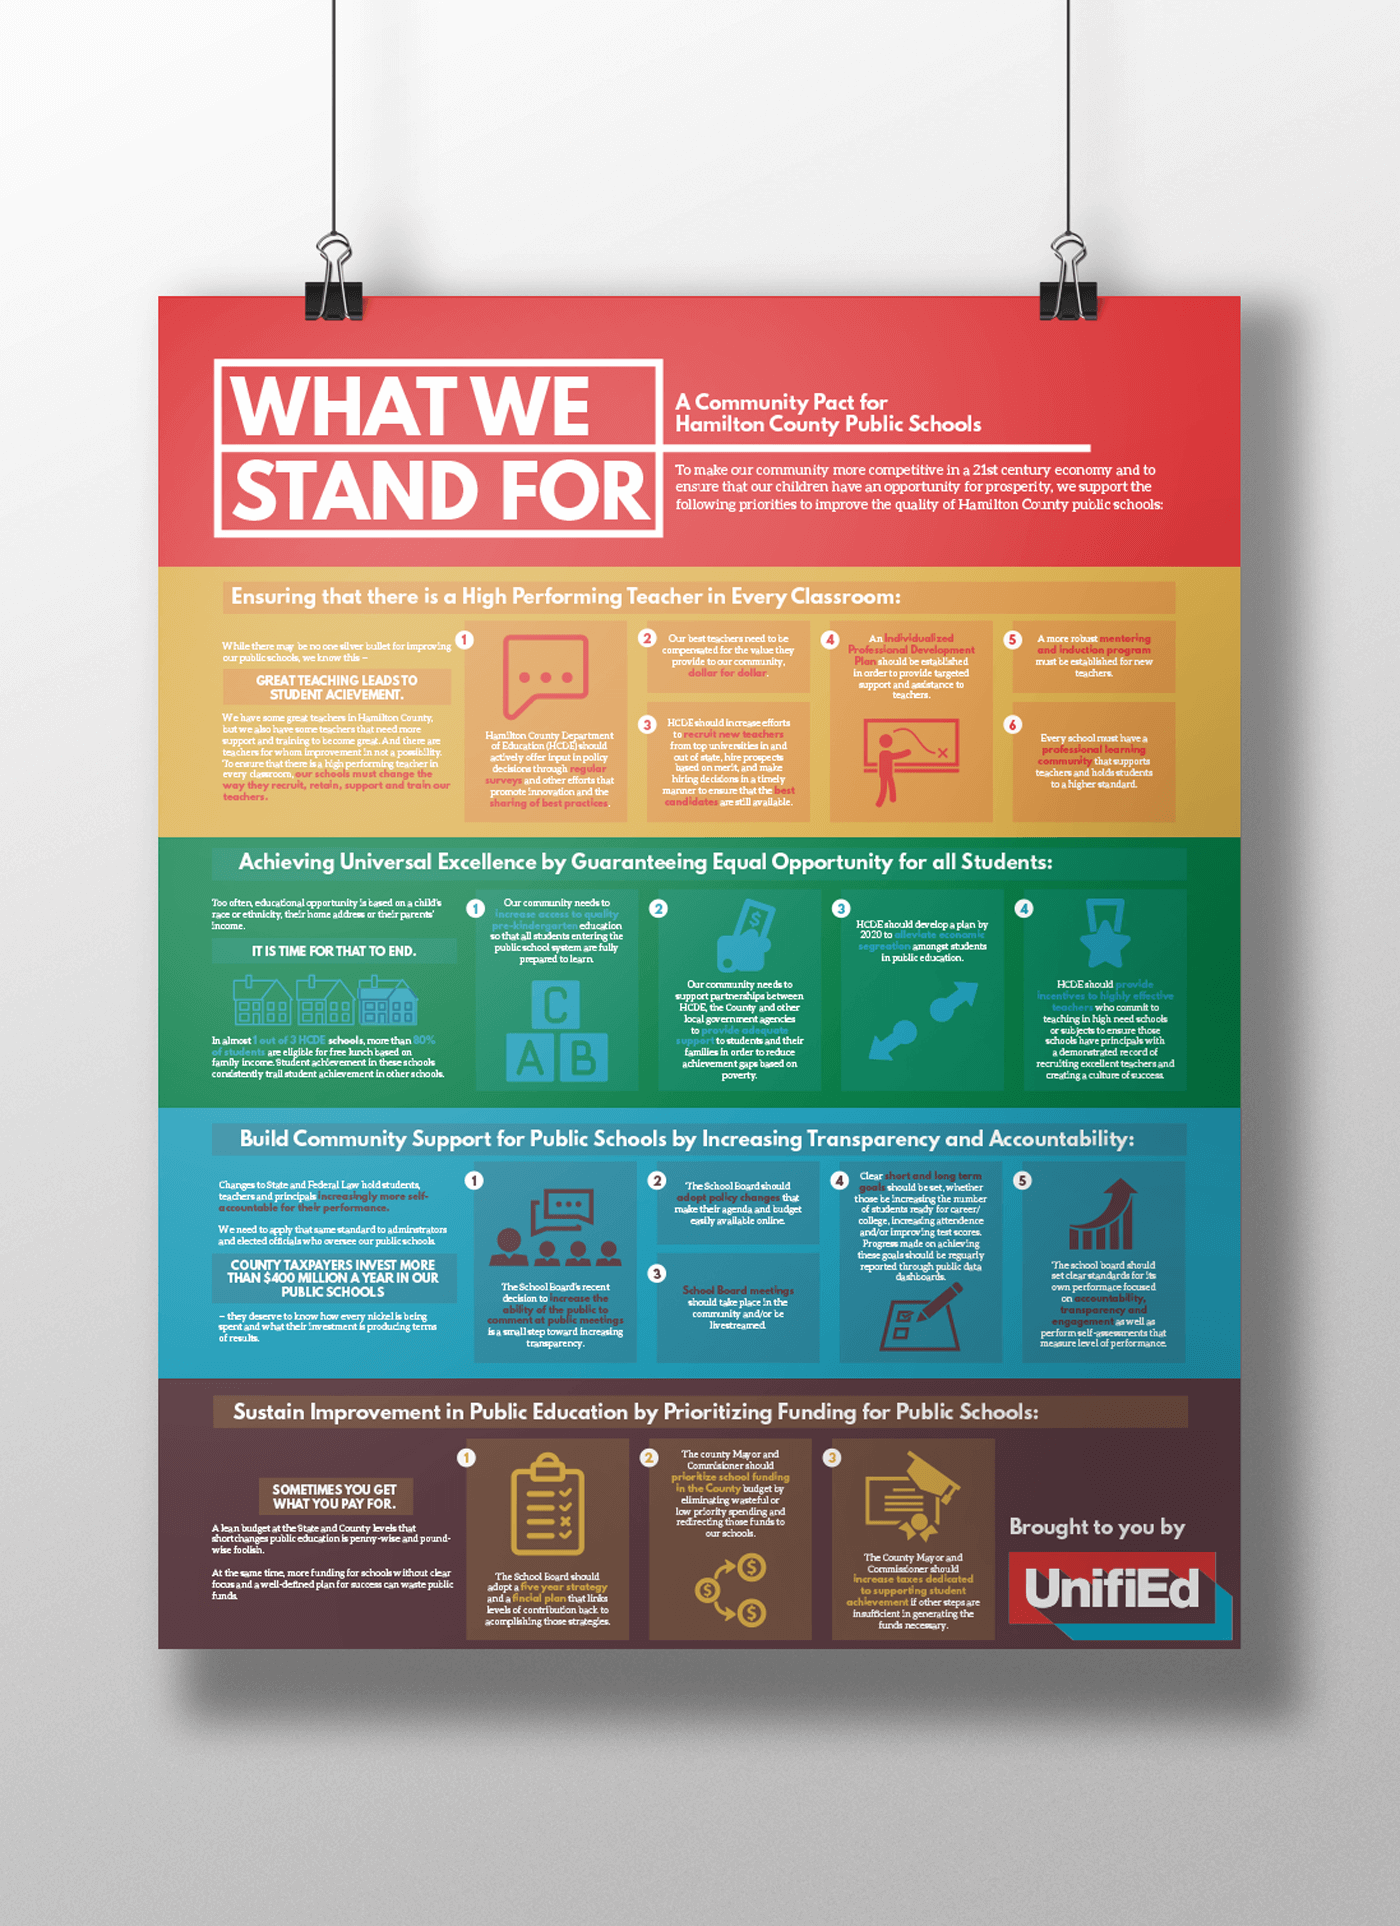 WHAT WE
STAND FOR
A Community Pact for
Hamilton County Public Schools
To make our community more competitive in a 21st century economy and to
ensure that our children have an opportunity for prosperity, we support the
following priorities to improve the quality of Hamilton County public schools:
Ensuring that there is a High Performing Teacher in Every Classroom:
While there may be no one silver bullet for improving
our public schools, we know this –
GREAT TEACHING LEADS TO
STUDENT ACIEVEMENT.
We have some great teachers in Hamilton County,
but we also have some teachers that need more
support and training to become great. And there are
teachers for whom improvement in not a possibility.
To ensure that there is a high performing teacher in
every classroom, our schools must change the
way they recruit, retain, support and train our
teachers.
1
Hamilton County Department
of Education (HCDE) should
actively offer input in policy
decisions through regular
surveys and other efforts that
promote innovation and the
sharing of best practices.
2
Our best teachers need to be
compensated for the value they
provide to our community,
dollar for dollar.
3
HCDE should increase efforts
to recruit new teachers
from top universities in and
out of state, hire prospects
based on merit, and make
hiring decisions in a timely
manner to ensure that the best
candidates are still available.
4
An Individualized
Professional Development
Plan should be established
in order to provide targeted
support and assistance to
teachers.
5
A more robust mentoring
and induction program
must be established for new
teachers.
6
Every school must have a
professional learning
community that supports
teachers and holds students
to a higher standard.
Achieving Universal Excellence by Guaranteeing Equal Opportunity for all Students:
Too often, educational opportunity is based on a child's
race or ethnicity, their home address or their parents'
income.
IT IS TIME FOR THAT TO END.
In almost 1 out of 3 HCDE schools, more than 80%
of students are eligible for free lunch based on
family income. Student achievement in these schools
consistently trail student achievement in other schools.
1
Our community needs to
increase access to quality
pre-kindergarten education
so that all students entering the
public school system are fully
prepared to learn.
C
A B
2
$
Our community needs to
support partnerships between
HCDE, the County and other
local government agencies
to provide adequate
support to students and their
families in order to reduce
achievement gaps based on
poverty.
3
HCDE should develop a plan by
2020 to alleviate economic
segreation amongst students
in public education.
4
HCDE should provide
incentives to highly effective
teachers who commit to
teaching in high need schools
or subjects to ensure those
schools have principals with
a demonstrated record of
recruiting excellent teachers and
creating a culture of success.
Build Community Support for Public Schools by Increasing Transparency and Accountability:
Changes to State and Federal Law hold students,
teachers and principals increasingly more self-
accountable for their performance.
We need to apply that same standard to adminstrators
and elected officials who oversee our public schools.
COUNTY TAXPAYERS INVEST MORE
THAN $400 MILLION A YEAR IN OUR
PUBLIC SCHOOLS
– they deserve to know how every nickel is being
spent and what their investment is producing terms
of results.
1
The School Board's recent
decision to increase the
ability of the public to
comment at public meetings
is a small step toward increasing
transparency.
2
The School Board should
adopt policy changes that
make their agenda and budget
easily available online.
3
School Board meetings
should take place in the
community and/or be
livestreamed.
4
Clear short and long term
goals should be set, whether
those be increasing the number
of students ready for career/
college, increasing attendence
and/or improving test scores.
Progress made on achieving
these goals should be reguarly
reported through public data
dashboards.
5
The school board should
set clear standards for its
own performace focused
on accountability,
transparency and
engagement as well as
perform self-assessments that
measure level of performance.
Sustain Improvement in Public Education by Prioritizing Funding for Public Schools:
SOMETIMES YOU GET
WHAT YOU PAY FOR.
A lean budget at the State and County levels that
shortchanges public education is penny-wise and pound-
wise foolish.
At the same time, more funding for schools without clear
focus and a well-defined plan for success can waste public
funds.
1
The School Board should
adopt a five year strategy
and a fincial plan that links
levels of contribution back to
acomplishing those strategies.
2
The county Mayor and
Commisioner should
prioritize school funding
in the County budget by
eliminating wasteful or
low priority spending and
redirecting those funds to
our schools.
$ $ $
3
The County Mayor and
Commissioner should
increase taxes dedicated
to supporting student
achievement if other steps are
insufficient in generating the
funds necessary.
Brought to you by
UnifiEd